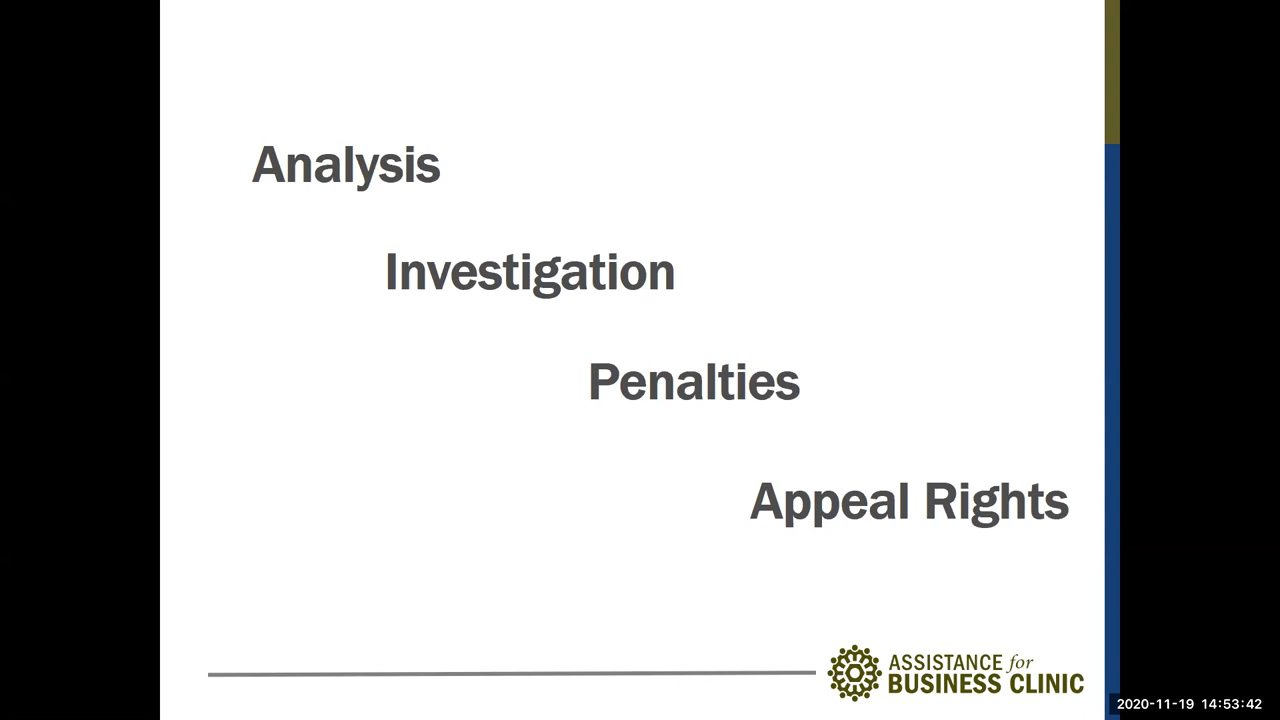 Analysis
Investigation
Penalties
Appeal Rights
ASSISTANCE for
BUSINESS CLINIC
2020-11-19 14:53:42